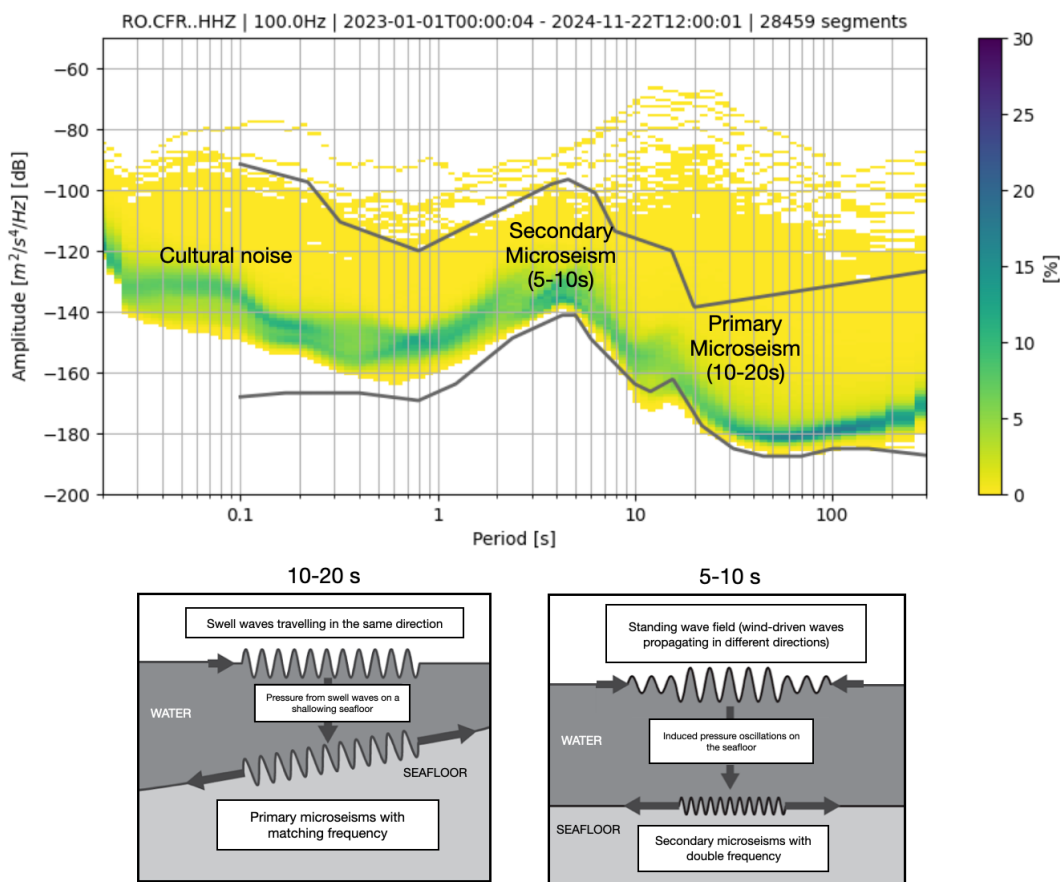 RO.CFR..HHZ | 100.0Hz | 2023-01-01T00:00:04 - 2024-11-22T12:00:01 | 28459 segments
Amplitude [m²/s⁴/Hz] [dB]
−60
−80
−100
−120
−140
−160
−180
−200
Cultural noise
Secondary
Microseism
(5-10s)
Primary
Microseism
(10-20s)
0.1
1
10
100
Period [s]
30
25
20
15
10
5
0
[%]
10-20 s
Swell waves travelling in the same direction
Pressure from swell waves on a
shallowing seafloor
WATER
SEAFLOOR
Primary microseisms with
matching frequency
5-10 s
Standing wave field (wind-driven waves
propagating in different directions)
WATER
Induced pressure oscillations on
the seafloor
SEAFLOOR
Secondary microseisms with
double frequency